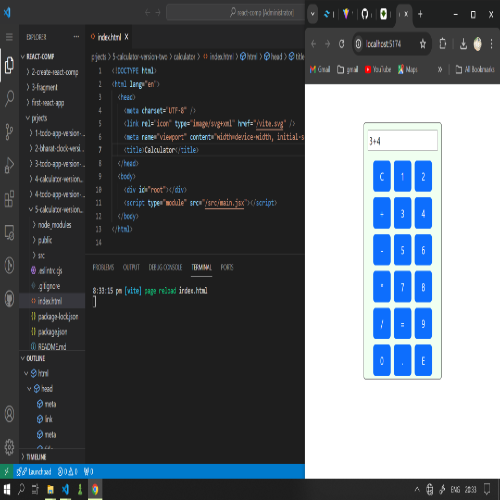 react-comp [Administrator]
EXPLORER
REACT-COMP
2-create-react-comp
3-fragment
first-react-app
prjects
1-todo-app-version-...
2-bharat-clock-versi...
3-todo-app-version-...
4-calculator-version...
4-todo-app-version-...
5-calculator-version...
node_modules
public
src
.eslintrc.cjs
.gitignore
index.html
package-lock.json
package.json
README.md
OUTLINE
html
head
meta
link
meta
title
TIMELINE
index.html
prjects > 5-calculator-version-two > calculator > index.html > html > head > title
1 <!DOCTYPE html>
2 <html lang="en">
3 <head>
4 <meta charset="UTF-8" />
5 <link rel="icon" type="image/svg+xml" href="/vite.svg" />
6 <meta name="viewport" content="width=device-width, initial-s
7 <title>Calculator</title>
8 </head>
9 <body>
10 <div id="root"></div>
11 <script type="module" src="/src/main.jsx"></script>
12 </body>
13 </html>
14
PROBLEMS OUTPUT DEBUG CONSOLE TERMINAL PORTS
8:33:15 pm [vite] page reload index.html
Launchpad 0 0 0
localhost:5174
Gmail gmail YouTube Maps » All Bookmarks
3+4
C 1 2
+ 3 4
- 5 6
* 7 8
/ = 9
0 . E
ENG 20:33